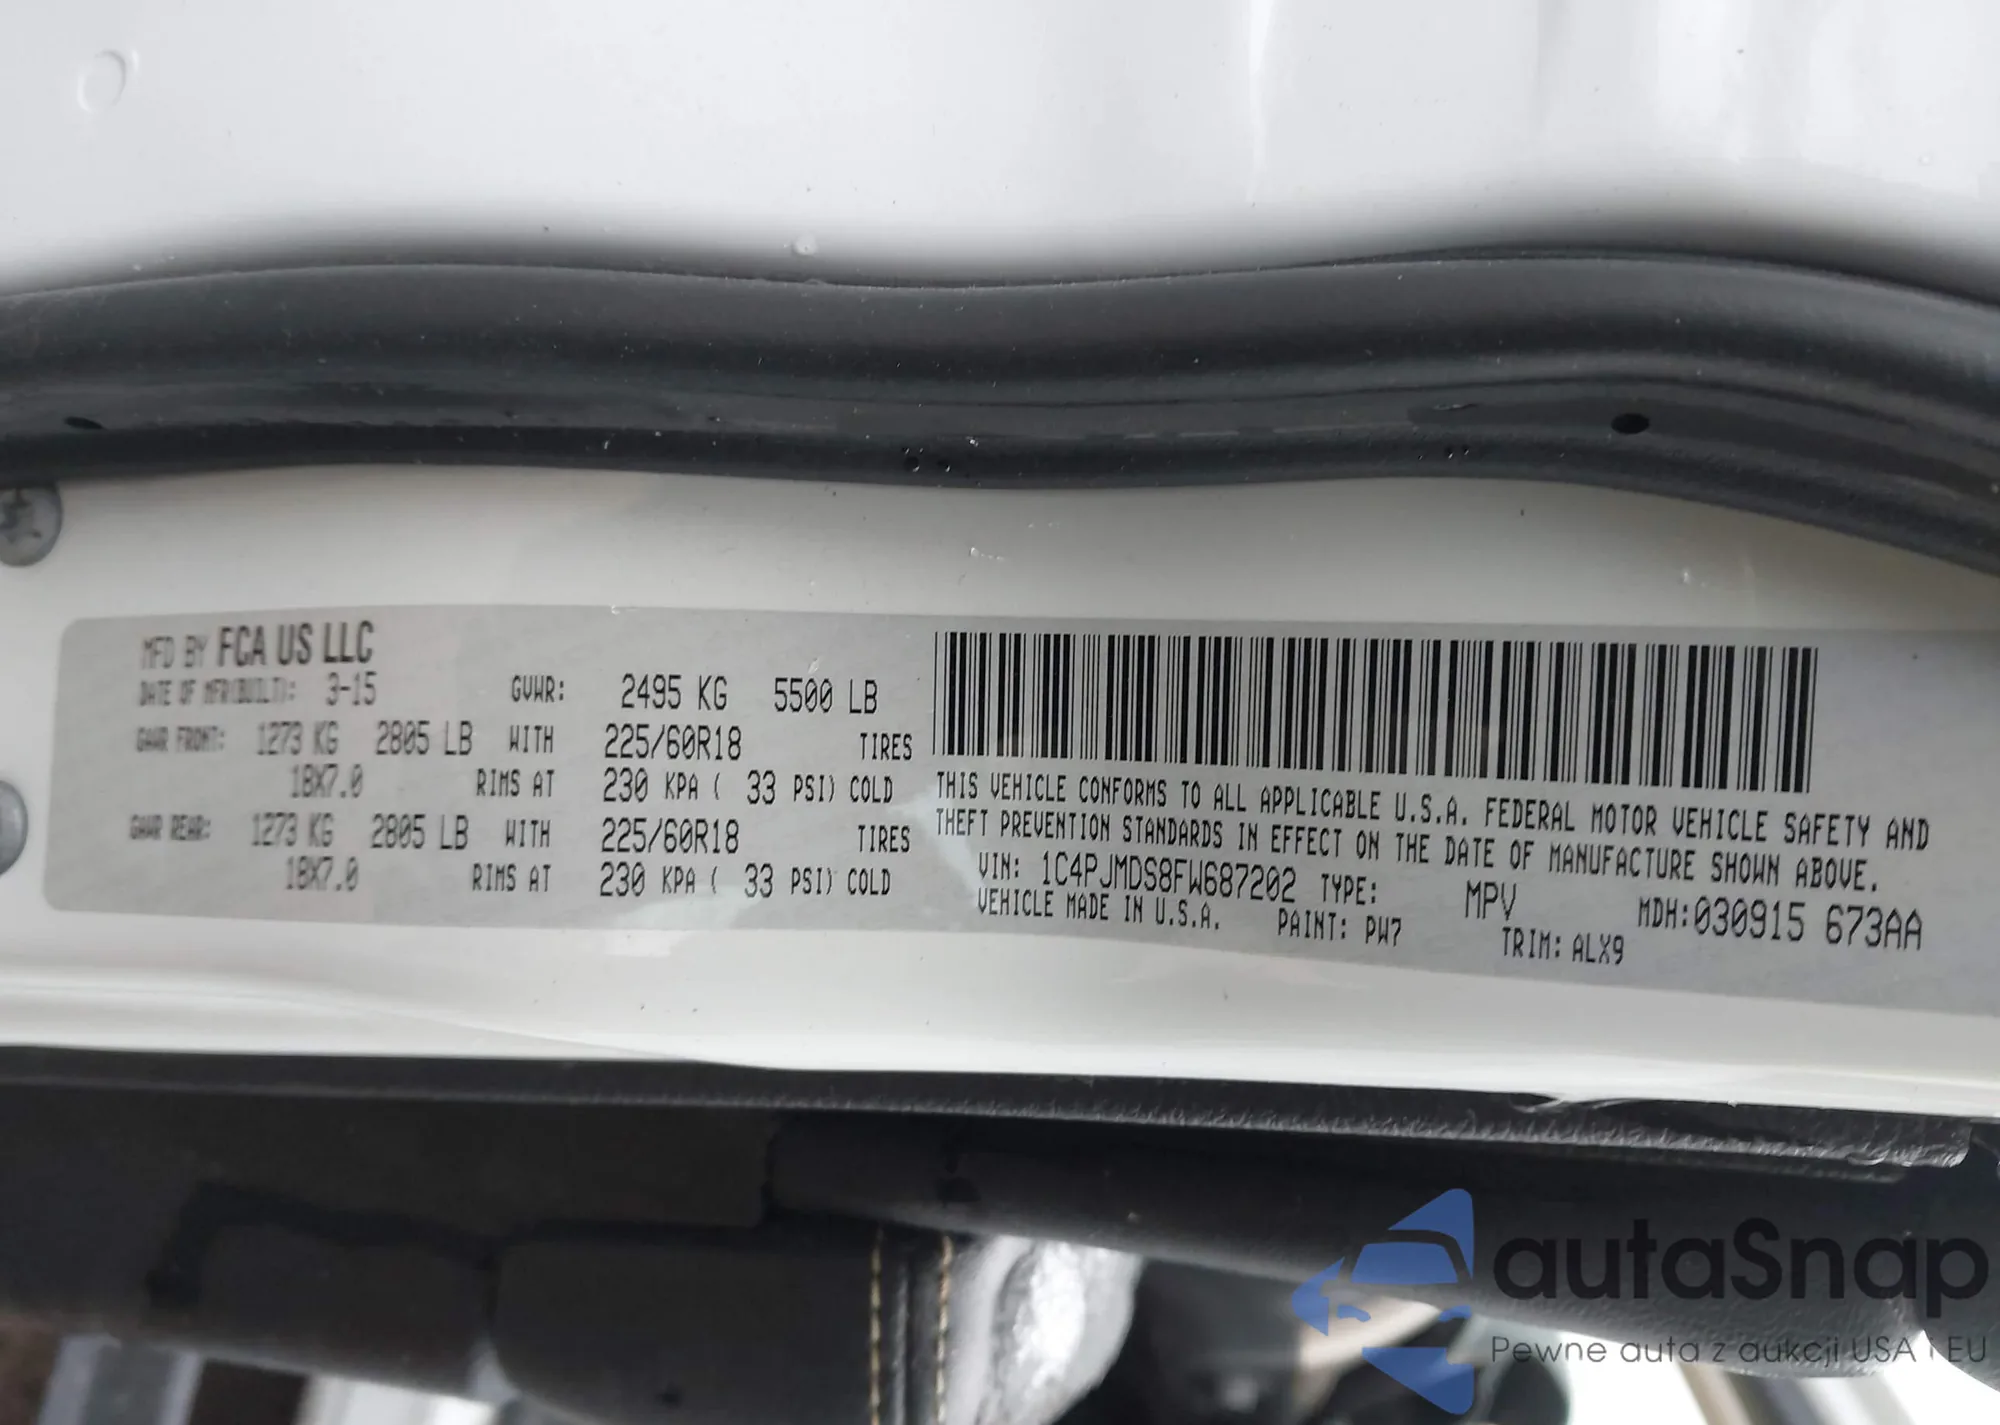 MFD BY FCA US LLC
DATE OF MFR(BUILT): 3-15 GVWR: 2495 KG 5500 LB
GAWR FRONT: 1273 KG 2805 LB WITH 225/60R18 TIRES
18X7.0 RIMS AT 230 KPA ( 33 PSI) COLD
GAWR REAR: 1273 KG 2805 LB WITH 225/60R18 TIRES
18X7.0 RIMS AT 230 KPA ( 33 PSI) COLD
THIS VEHICLE CONFORMS TO ALL APPLICABLE U.S.A. FEDERAL MOTOR VEHICLE SAFETY AND
THEFT PREVENTION STANDARDS IN EFFECT ON THE DATE OF MANUFACTURE SHOWN ABOVE.
VIN: 1C4PJMDS8FW687202 TYPE: MPV MDH:030915 673AA
VEHICLE MADE IN U.S.A. PAINT: PW7 TRIM: ALX9
autaSnap
Pewne auta z aukcji USA i EU